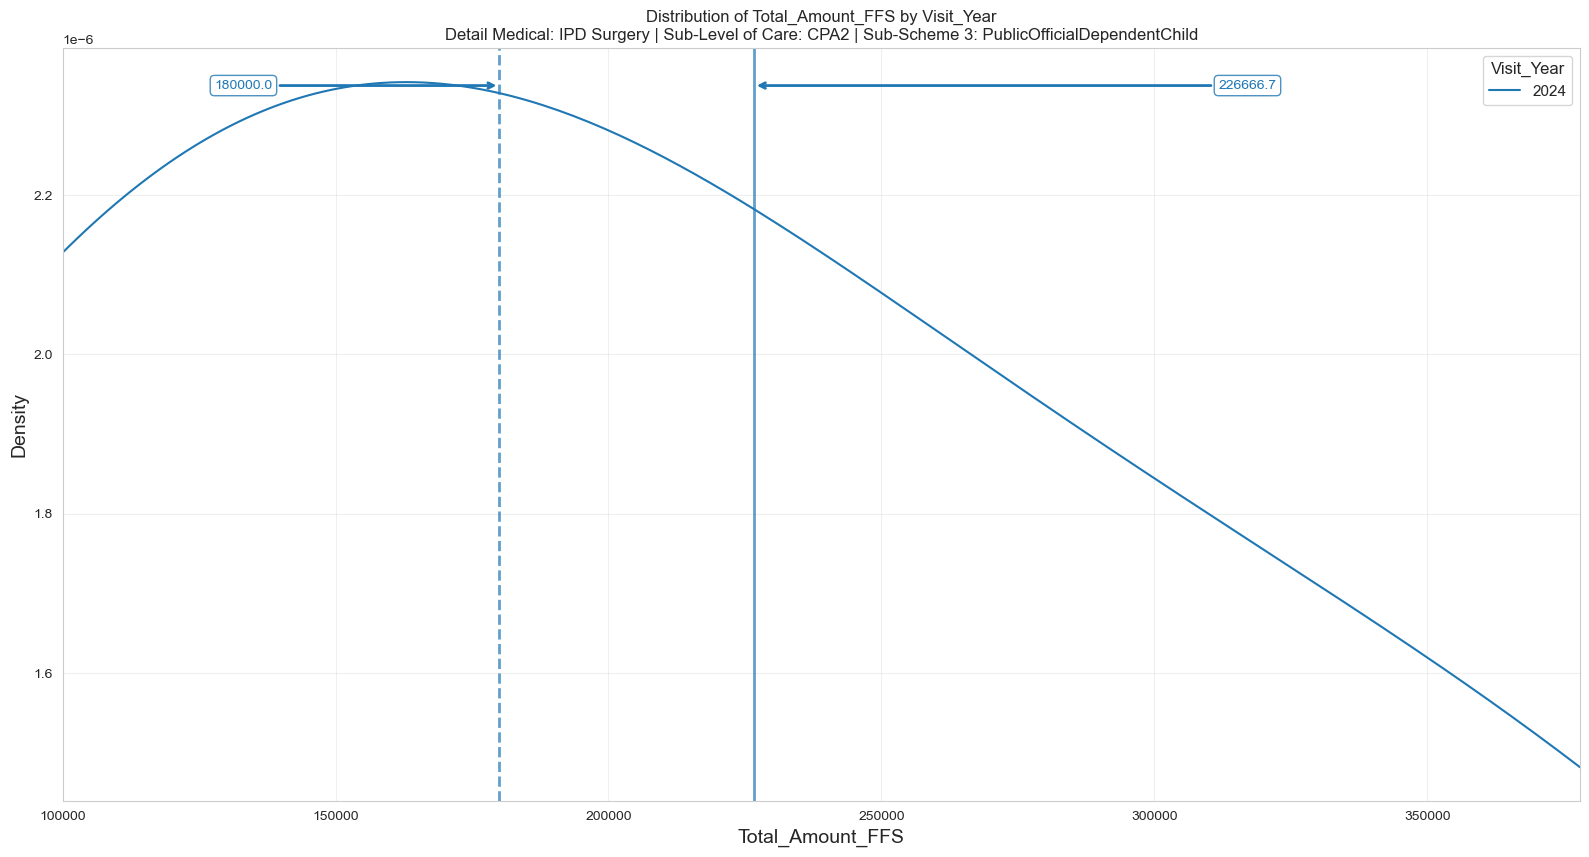 Distribution of Total_Amount_FFS by Visit_Year
Detail Medical: IPD Surgery | Sub-Level of Care: CPA2 | Sub-Scheme 3: PublicOfficialDependentChild
1e−6
180000.0
226666.7
Visit_Year
2024
2.2
2.0
1.8
1.6
Density
100000
150000
200000
250000
300000
350000
Total_Amount_FFS